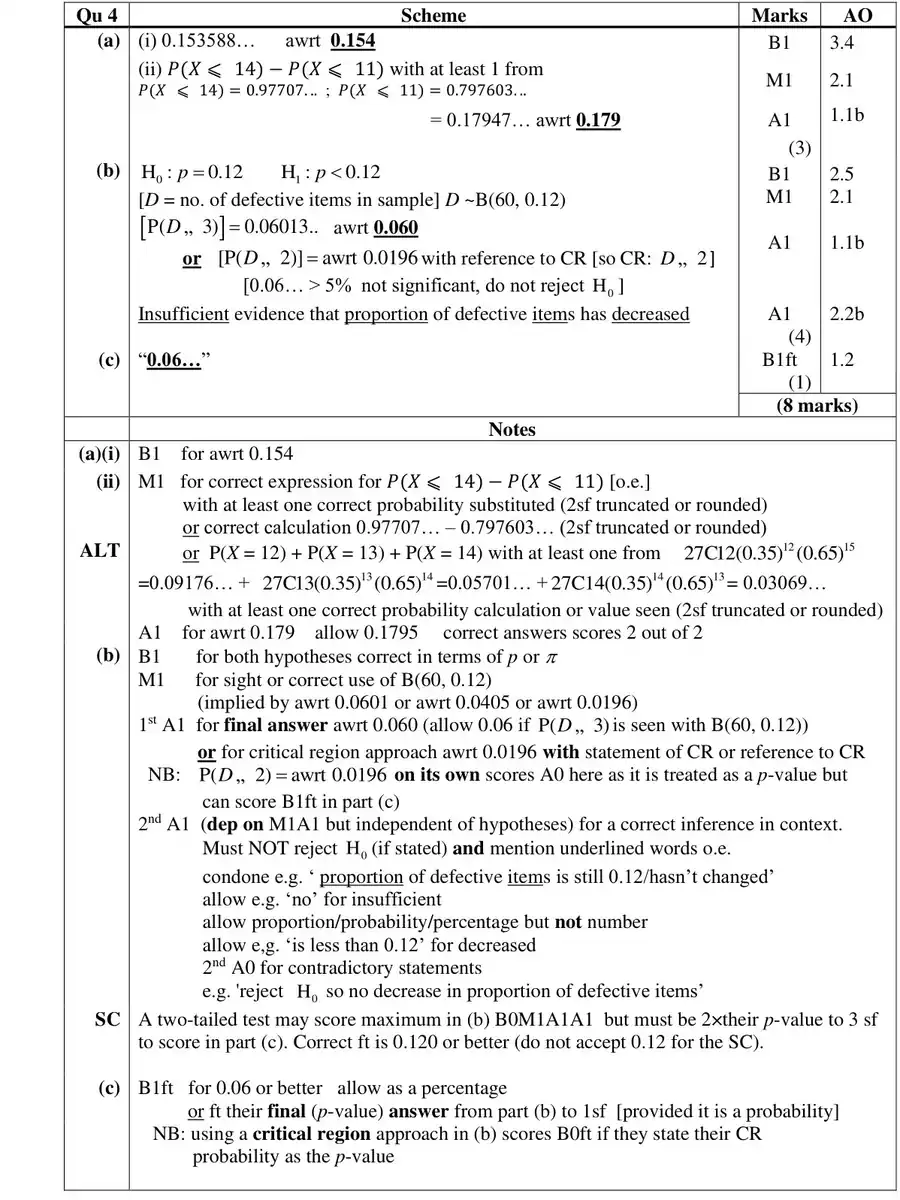 Qu 4 Scheme Marks AO
(a) (i) 0.153588… awrt 0.154 B1 3.4
(ii) P(X ⩽ 14) − P(X ⩽ 11) with at least 1 from M1 2.1
P(X ⩽ 14) = 0.97707... ; P(X ⩽ 11) = 0.797603...
= 0.17947… awrt 0.179 A1 1.1b
(3)
(b) H₀ : p = 0.12 H₁ : p < 0.12 B1 2.5
[D = no. of defective items in sample] D ~B(60, 0.12) M1 2.1
[P(D ,, 3)] = 0.06013.. awrt 0.060
A1 1.1b
or [P(D ,, 2)] = awrt 0.0196 with reference to CR [so CR: D ,, 2]
[0.06… > 5% not significant, do not reject H₀ ]
Insufficient evidence that proportion of defective items has decreased A1 2.2b
(4)
(c) “0.06…” B1ft 1.2
(1)
(8 marks)
Notes
(a)(i) B1 for awrt 0.154
(ii) M1 for correct expression for P(X ⩽ 14) − P(X ⩽ 11) [o.e.]
with at least one correct probability substituted (2sf truncated or rounded)
or correct calculation 0.97707… – 0.797603… (2sf truncated or rounded)
ALT or P(X = 12) + P(X = 13) + P(X = 14) with at least one from 27C12(0.35)¹²(0.65)¹⁵
=0.09176… + 27C13(0.35)¹³(0.65)¹⁴ =0.05701… + 27C14(0.35)¹⁴(0.65)¹³ = 0.03069…
with at least one correct probability calculation or value seen (2sf truncated or rounded)
A1 for awrt 0.179 allow 0.1795 correct answers scores 2 out of 2
(b) B1 for both hypotheses correct in terms of p or π
M1 for sight or correct use of B(60, 0.12)
(implied by awrt 0.0601 or awrt 0.0405 or awrt 0.0196)
1st A1 for final answer awrt 0.060 (allow 0.06 if P(D ,, 3) is seen with B(60, 0.12))
or for critical region approach awrt 0.0196 with statement of CR or reference to CR
NB: P(D ,, 2) = awrt 0.0196 on its own scores A0 here as it is treated as a p-value but
can score B1ft in part (c)
2nd A1 (dep on M1A1 but independent of hypotheses) for a correct inference in context.
Must NOT reject H₀ (if stated) and mention underlined words o.e.
condone e.g. ‘ proportion of defective items is still 0.12/hasn’t changed’
allow e.g. ‘no’ for insufficient
allow proportion/probability/percentage but not number
allow e,g. ‘is less than 0.12’ for decreased
2nd A0 for contradictory statements
e.g. 'reject H₀ so no decrease in proportion of defective items’
SC A two-tailed test may score maximum in (b) B0M1A1A1 but must be 2×their p-value to 3 sf
to score in part (c). Correct ft is 0.120 or better (do not accept 0.12 for the SC).
(c) B1ft for 0.06 or better allow as a percentage
or ft their final (p-value) answer from part (b) to 1sf [provided it is a probability]
NB: using a critical region approach in (b) scores B0ft if they state their CR
probability as the p-value